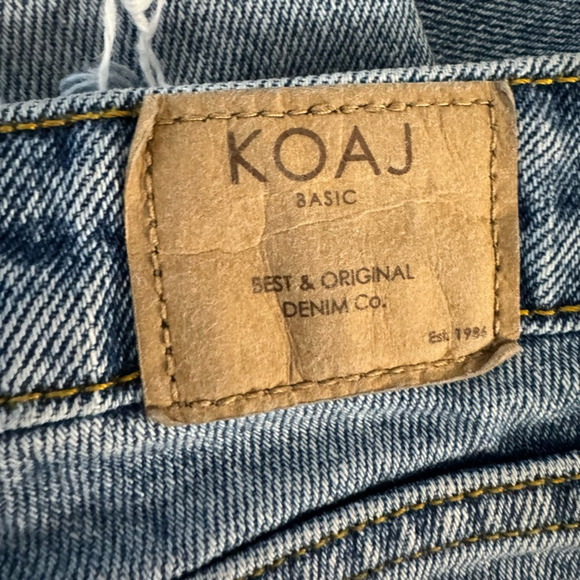 KOAJ
BASIC
BEST & ORIGINAL
DENIM Co.
Est. 1986